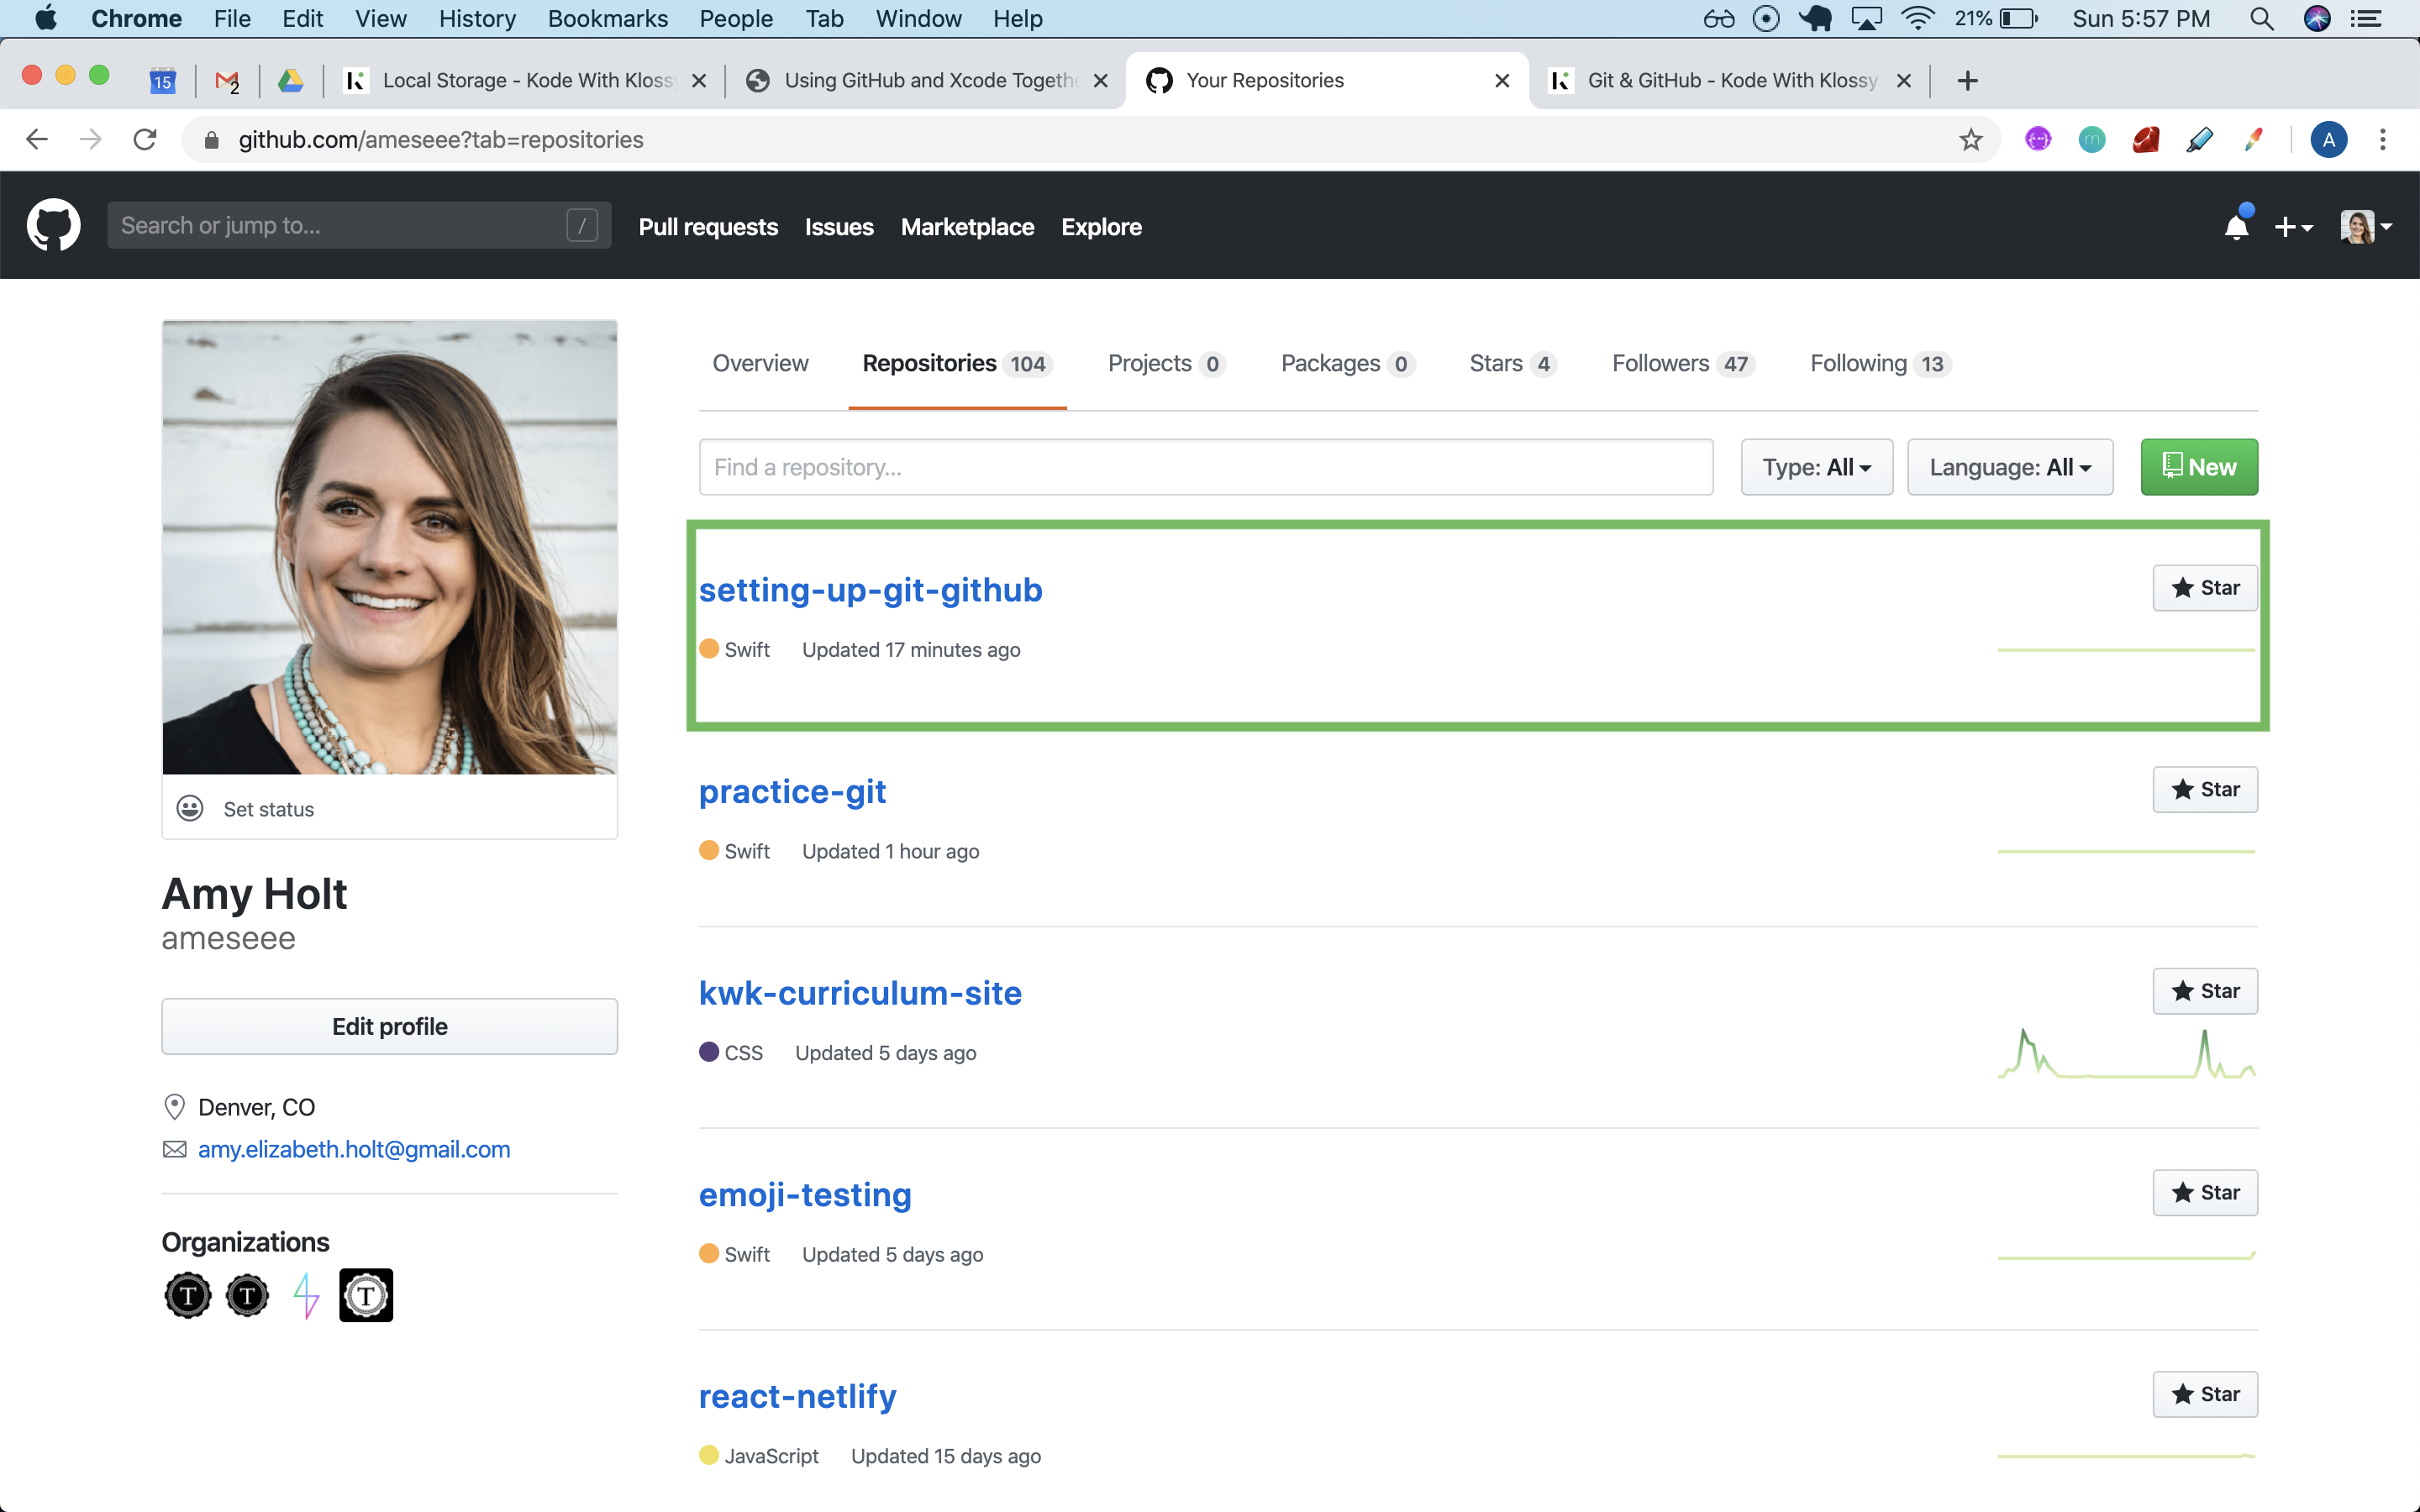 Chrome File Edit View History Bookmarks People Tab Window Help 21% Sun 5:57 PM
15 2 Local Storage - Kode With Kloss Using GitHub and Xcode Togeth Your Repositories Git & GitHub - Kode With Klossy
github.com/ameseee?tab=repositories m A
Search or jump to... / Pull requests Issues Marketplace Explore
Overview Repositories 104 Projects 0 Packages 0 Stars 4 Followers 47 Following 13
Find a repository... Type: All Language: All New
setting-up-git-github Star
Swift Updated 17 minutes ago
practice-git Star
Swift Updated 1 hour ago
kwk-curriculum-site Star
CSS Updated 5 days ago
emoji-testing Star
Swift Updated 5 days ago
react-netlify Star
JavaScript Updated 15 days ago
Set status
Amy Holt
ameseee
Edit profile
Denver, CO
amy.elizabeth.holt@gmail.com
Organizations
T T T